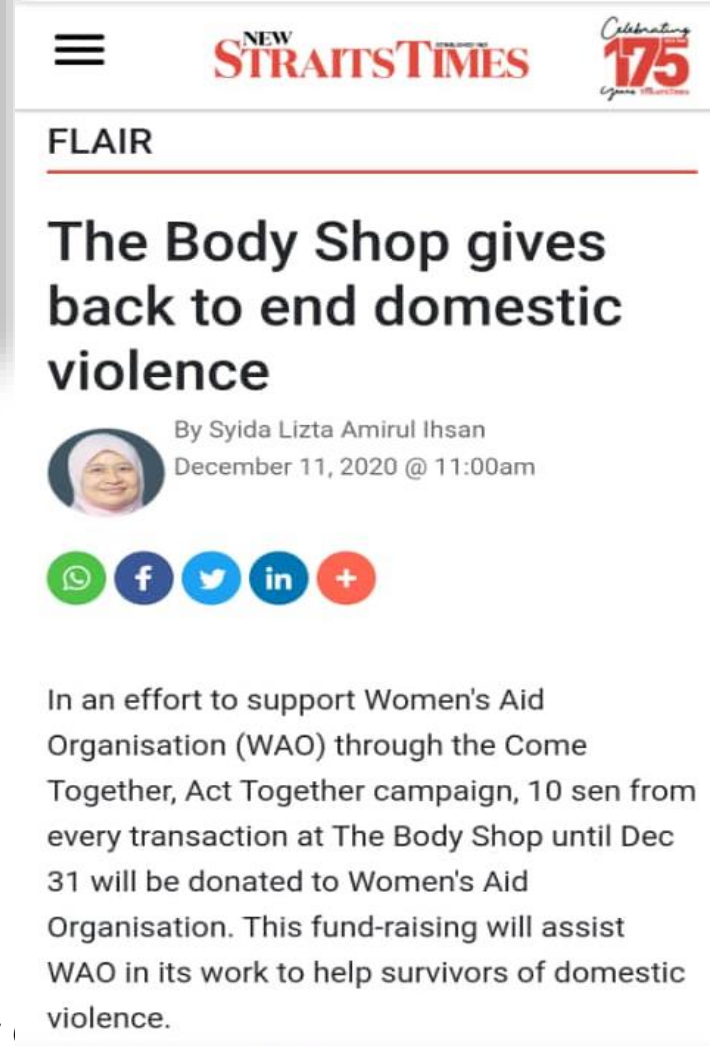 NEW
STRAITS TIMES
Celebrating
175
Years
FLAIR
The Body Shop gives
back to end domestic
violence
By Syida Lizta Amirul Ihsan
December 11, 2020 @ 11:00am
f
in
+
In an effort to support Women's Aid
Organisation (WAO) through the Come
Together, Act Together campaign, 10 sen from
every transaction at The Body Shop until Dec
31 will be donated to Women's Aid
Organisation. This fund-raising will assist
WAO in its work to help survivors of domestic
violence.